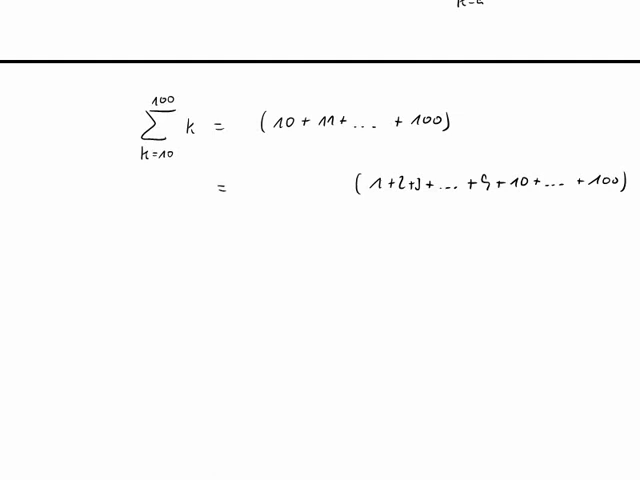 100
∑ k = (10 + 11 + ... + 100)
k=10
= (1+2+3+ ... +9+10+ ... +100)